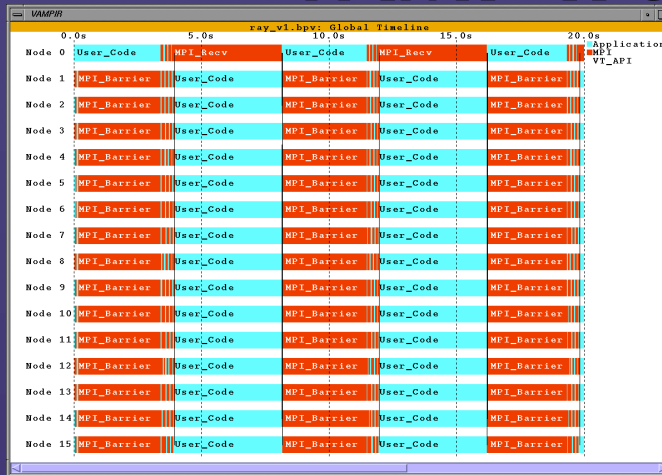 VAMPIR
ray_v1.bpv: Global Timeline
0.0s 5.0s 10.0s 15.0s 20.0s
Node 0 User_Code MPI_Recv User_Code MPI_Recv User_Code
Application
MPI
VT_API
Node 1 MPI_Barrier User_Code MPI_Barrier User_Code MPI_Barrier
Node 2 MPI_Barrier User_Code MPI_Barrier User_Code MPI_Barrier
Node 3 MPI_Barrier User_Code MPI_Barrier User_Code MPI_Barrier
Node 4 MPI_Barrier User_Code MPI_Barrier User_Code MPI_Barrier
Node 5 MPI_Barrier User_Code MPI_Barrier User_Code MPI_Barrier
Node 6 MPI_Barrier User_Code MPI_Barrier User_Code MPI_Barrier
Node 7 MPI_Barrier User_Code MPI_Barrier User_Code MPI_Barrier
Node 8 MPI_Barrier User_Code MPI_Barrier User_Code MPI_Barrier
Node 9 MPI_Barrier User_Code MPI_Barrier User_Code MPI_Barrier
Node 10 MPI_Barrier User_Code MPI_Barrier User_Code MPI_Barrier
Node 11 MPI_Barrier User_Code MPI_Barrier User_Code MPI_Barrier
Node 12 MPI_Barrier User_Code MPI_Barrier User_Code MPI_Barrier
Node 13 MPI_Barrier User_Code MPI_Barrier User_Code MPI_Barrier
Node 14 MPI_Barrier User_Code MPI_Barrier User_Code MPI_Barrier
Node 15 MPI_Barrier User_Code MPI_Barrier User_Code MPI_Barrier